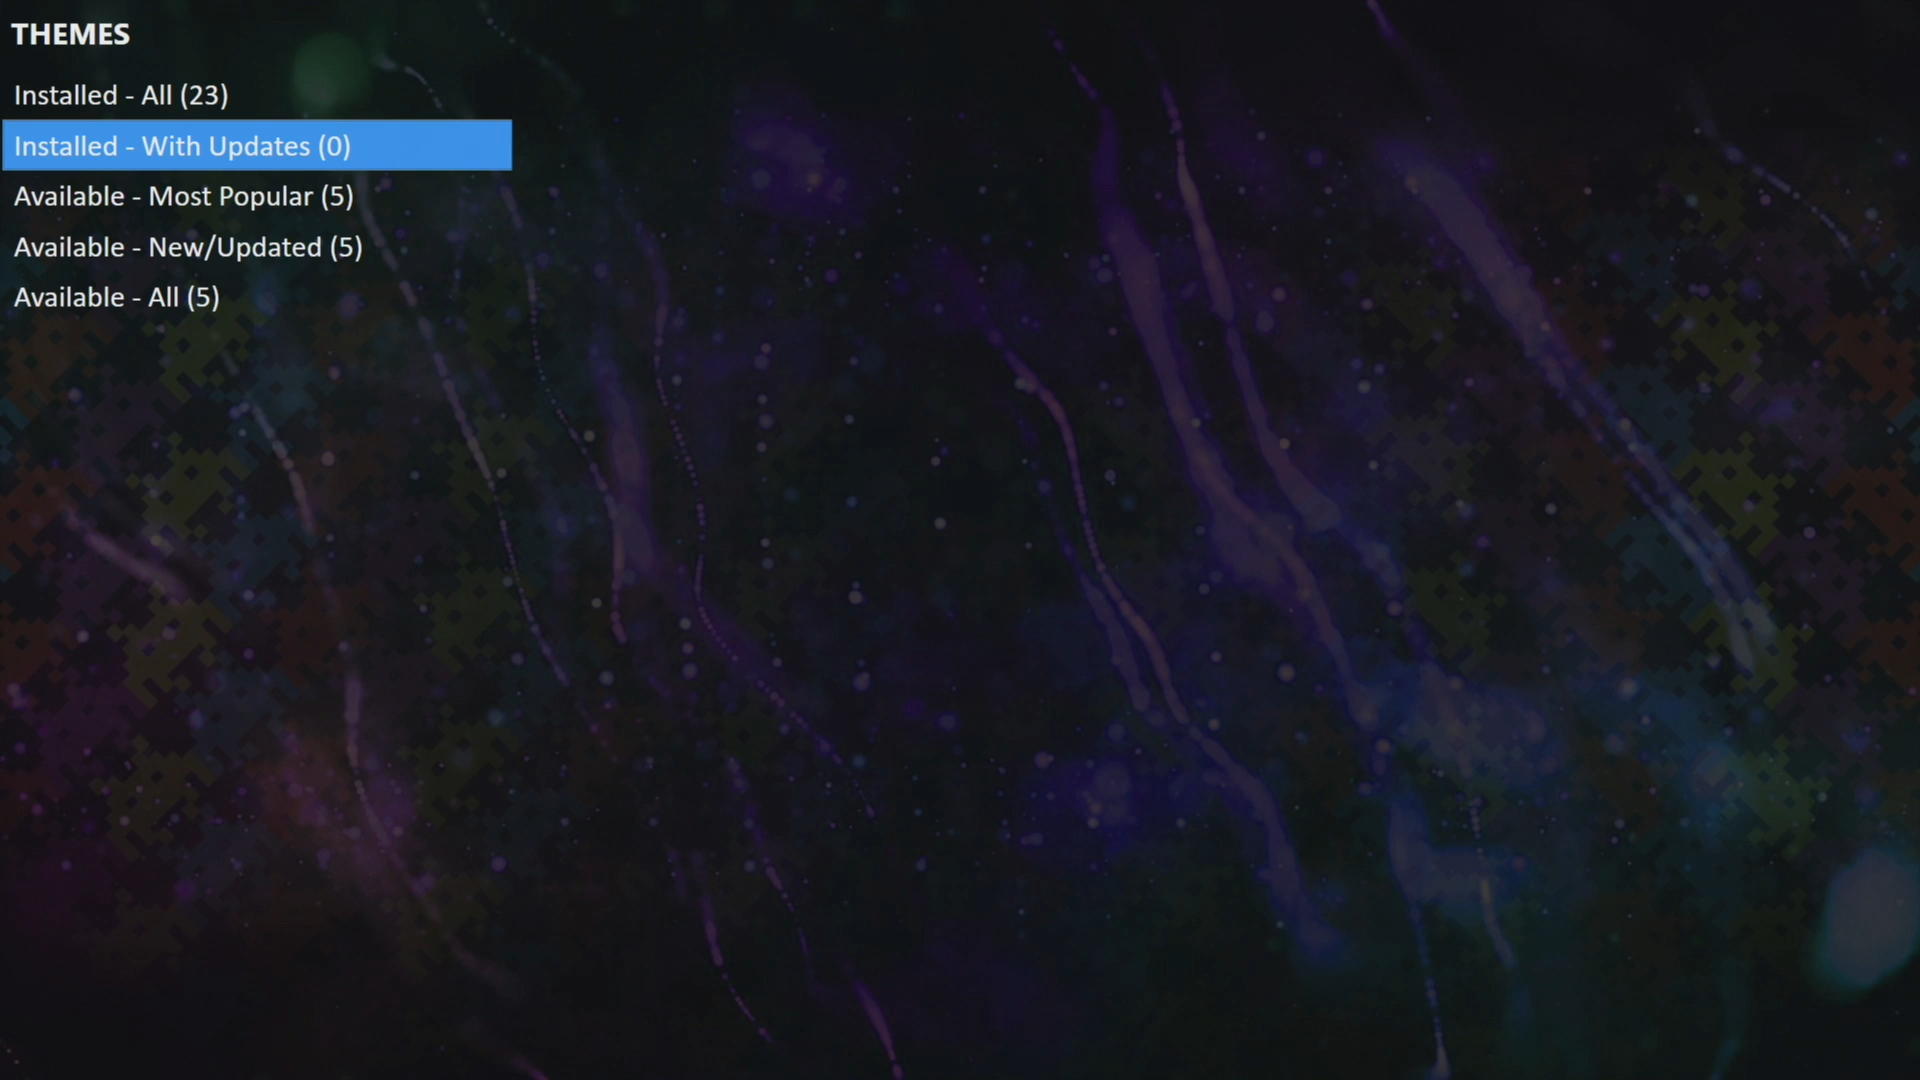 THEMES
Installed - All (23)
Installed - With Updates (0)
Available - Most Popular (5)
Available - New/Updated (5)
Available - All (5)